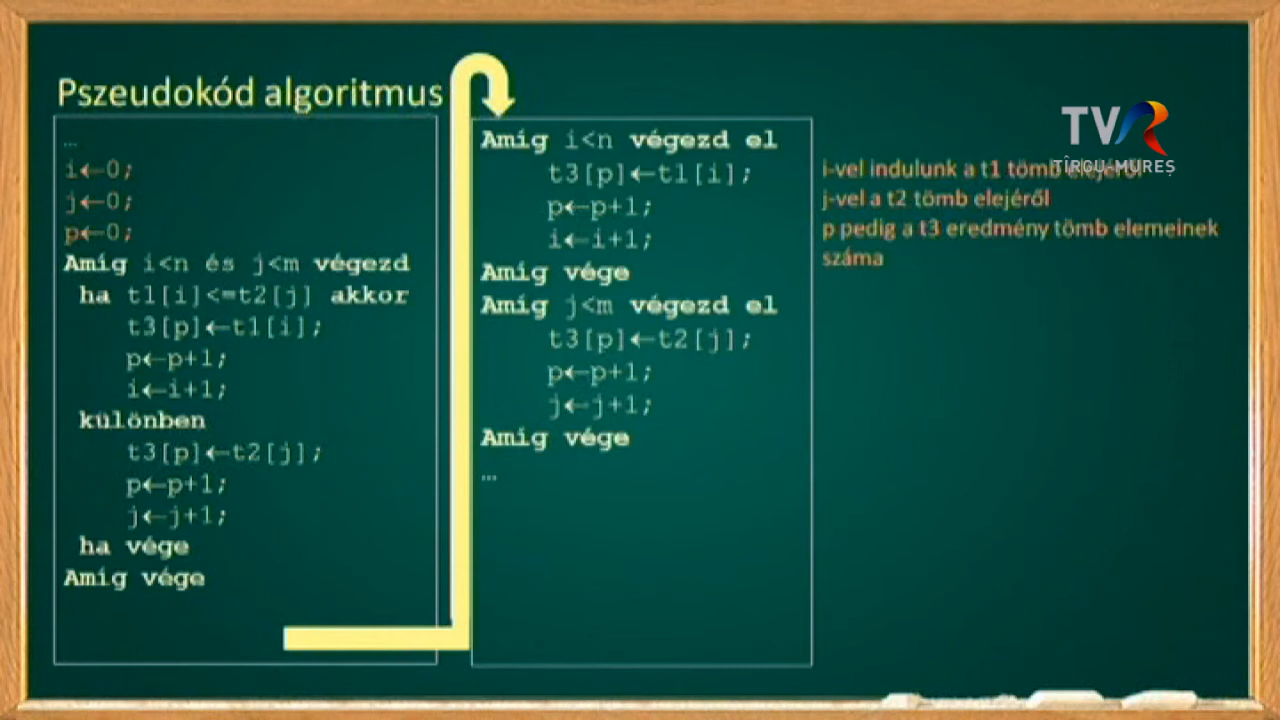 Pszeudokód algoritmus
…
i←0;
j←0;
p←0;
Amíg i<n és j<m végezd
ha t1[i]<=t2[j] akkor
t3[p]←t1[i];
p←p+1;
i←i+1;
különben
t3[p]←t2[j];
p←p+1;
j←j+1;
ha vége
Amíg vége
Amíg i<n végezd el
t3[p]←t1[i];
p←p+1;
i←i+1;
Amíg vége
Amíg j<m végezd el
t3[p]←t2[j];
p←p+1;
j←j+1;
Amíg vége
…
TVR
TÎRGU-MUREȘ
i-vel indulunk a t1 tömb elejéről
j-vel a t2 tömb elejéről
p pedig a t3 eredmény tömb elemeinek
száma